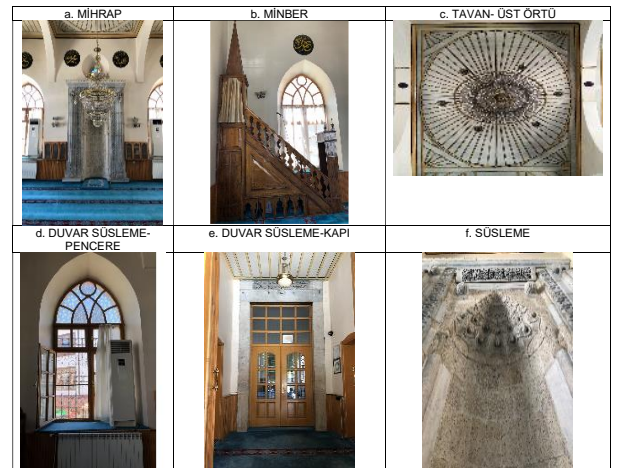 a. MİHRAP
b. MİNBER
c. TAVAN- ÜST ÖRTÜ
d. DUVAR SÜSLEME-
PENCERE
e. DUVAR SÜSLEME-KAPI
f. SÜSLEME